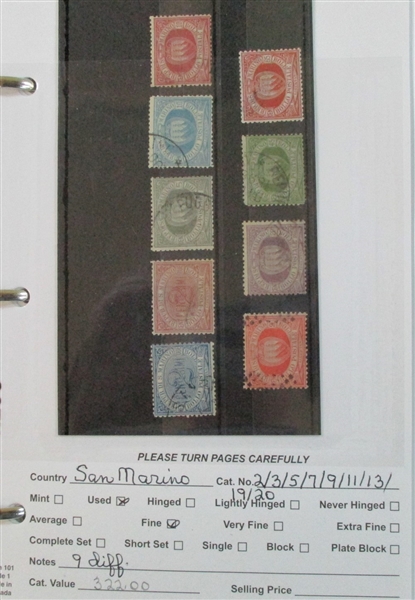 PLEASE TURN PAGES CAREFULLY
Country San Marino Cat. No. 2/3/5/7/9/11/13/
19/20
Mint Used Hinged Lightly Hinged Never Hinged
Average Fine Very Fine Extra Fine
Complete Set Short Set Single Block Plate Block
Notes 9 diff.
Cat. Value 322.00 Selling Price